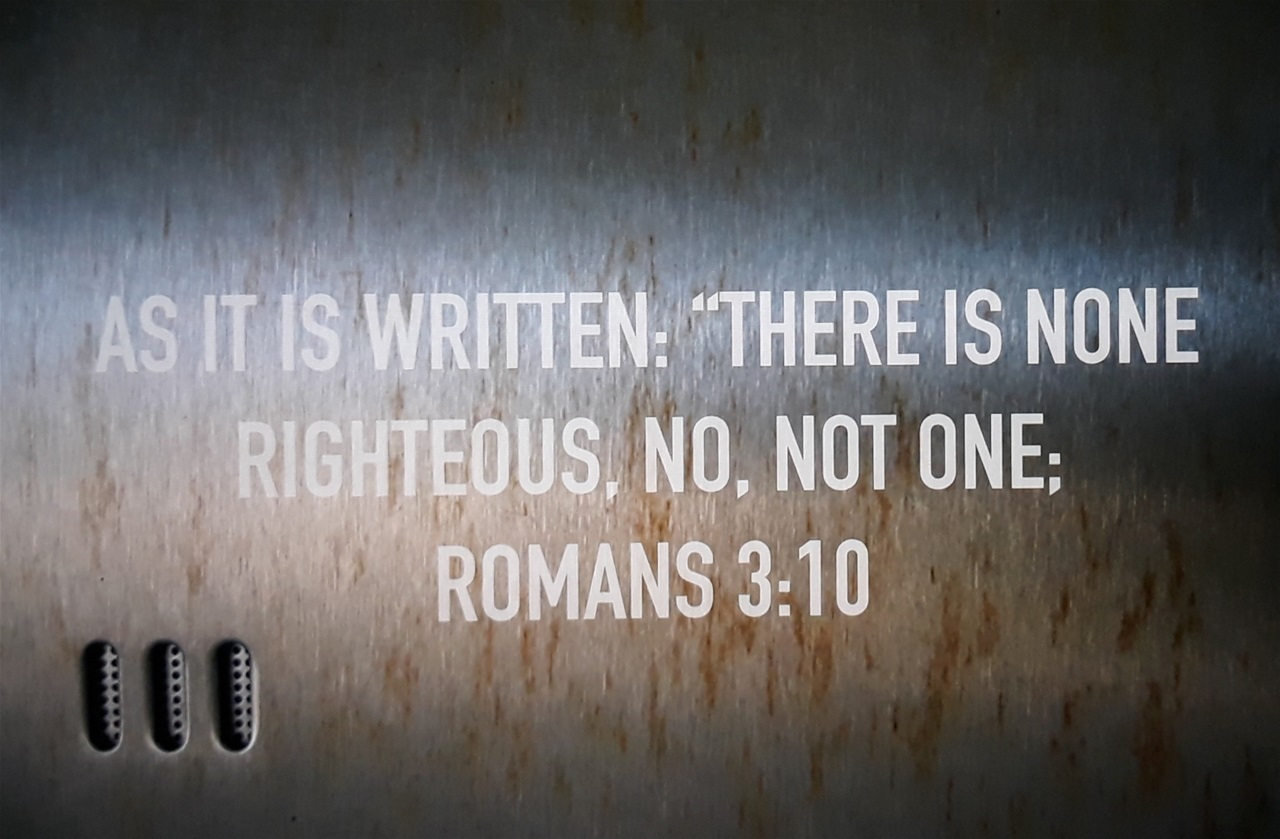 AS IT IS WRITTEN: “THERE IS NONE
RIGHTEOUS, NO, NOT ONE;
ROMANS 3:10